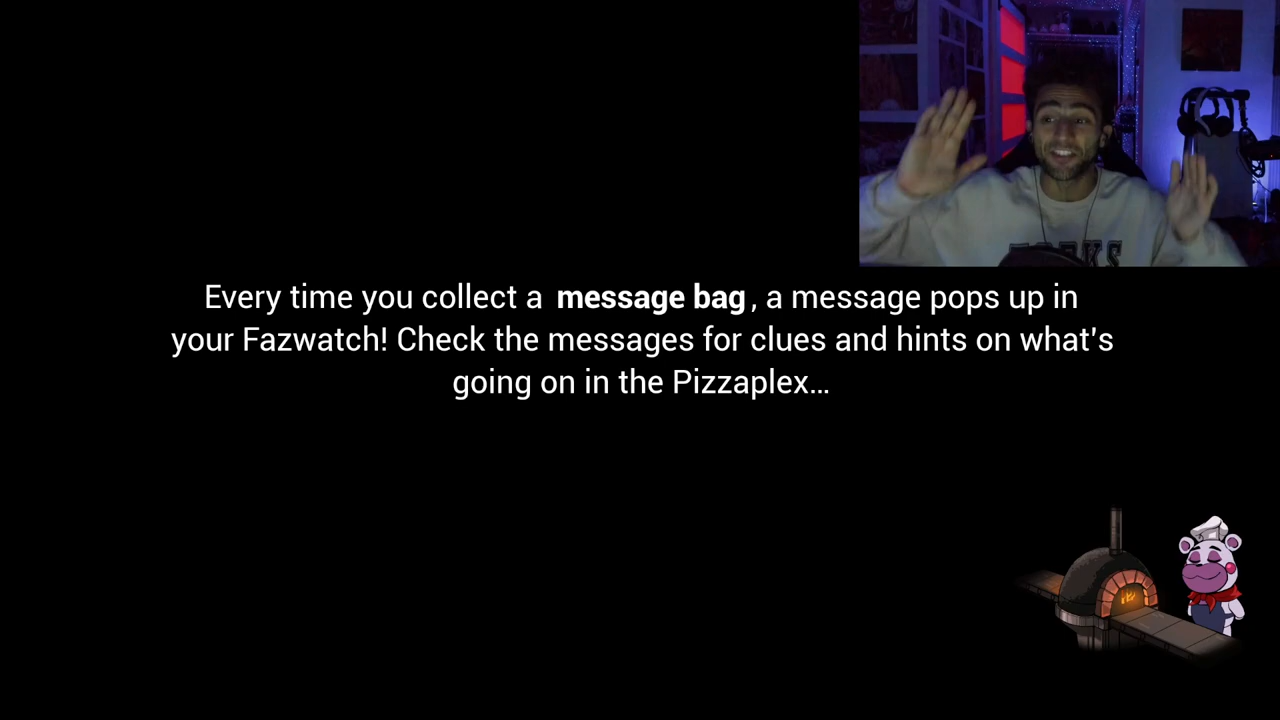 Every time you collect a message bag, a message pops up in
your Fazwatch! Check the messages for clues and hints on what's
going on in the Pizzaplex...